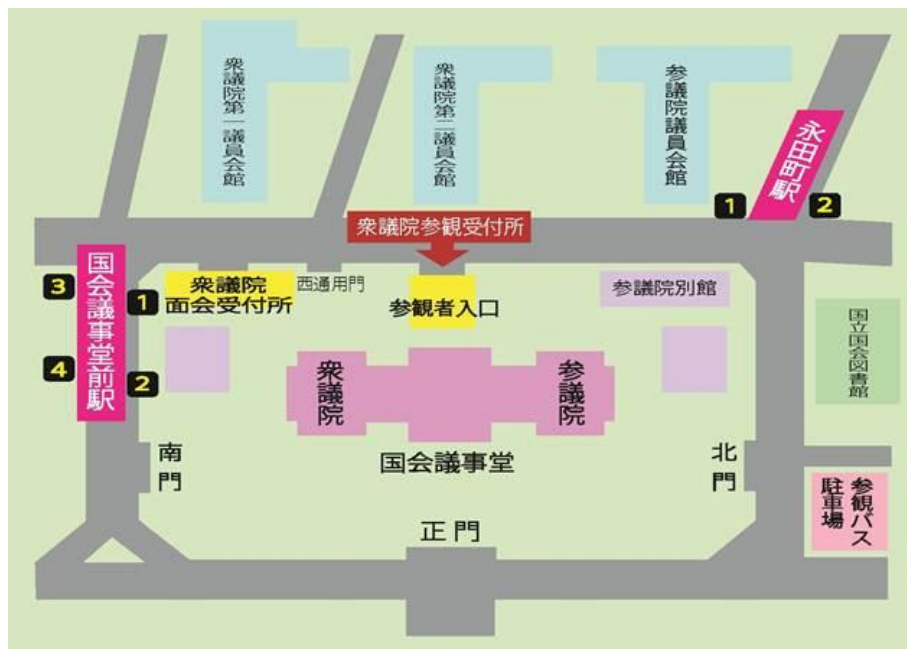 衆議院第一議員会館
衆議院第二議員会館
参議院議員会館
永田町駅
1
2
衆議院参観受付所
国会議事堂前駅
3
1
4
2
衆議院
面会受付所
西通用門
参観者入口
参議院別館
国立国会図書館
衆議院
参議院
国会議事堂
南門
北門
正門
参観バス
駐車場